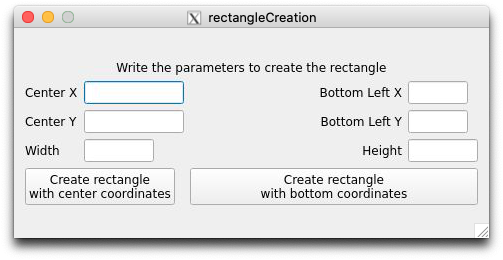 rectangleCreation
Write the parameters to create the rectangle
Center X
Bottom Left X
Center Y
Bottom Left Y
Width
Height
Create rectangle
with center coordinates
Create rectangle
with bottom coordinates